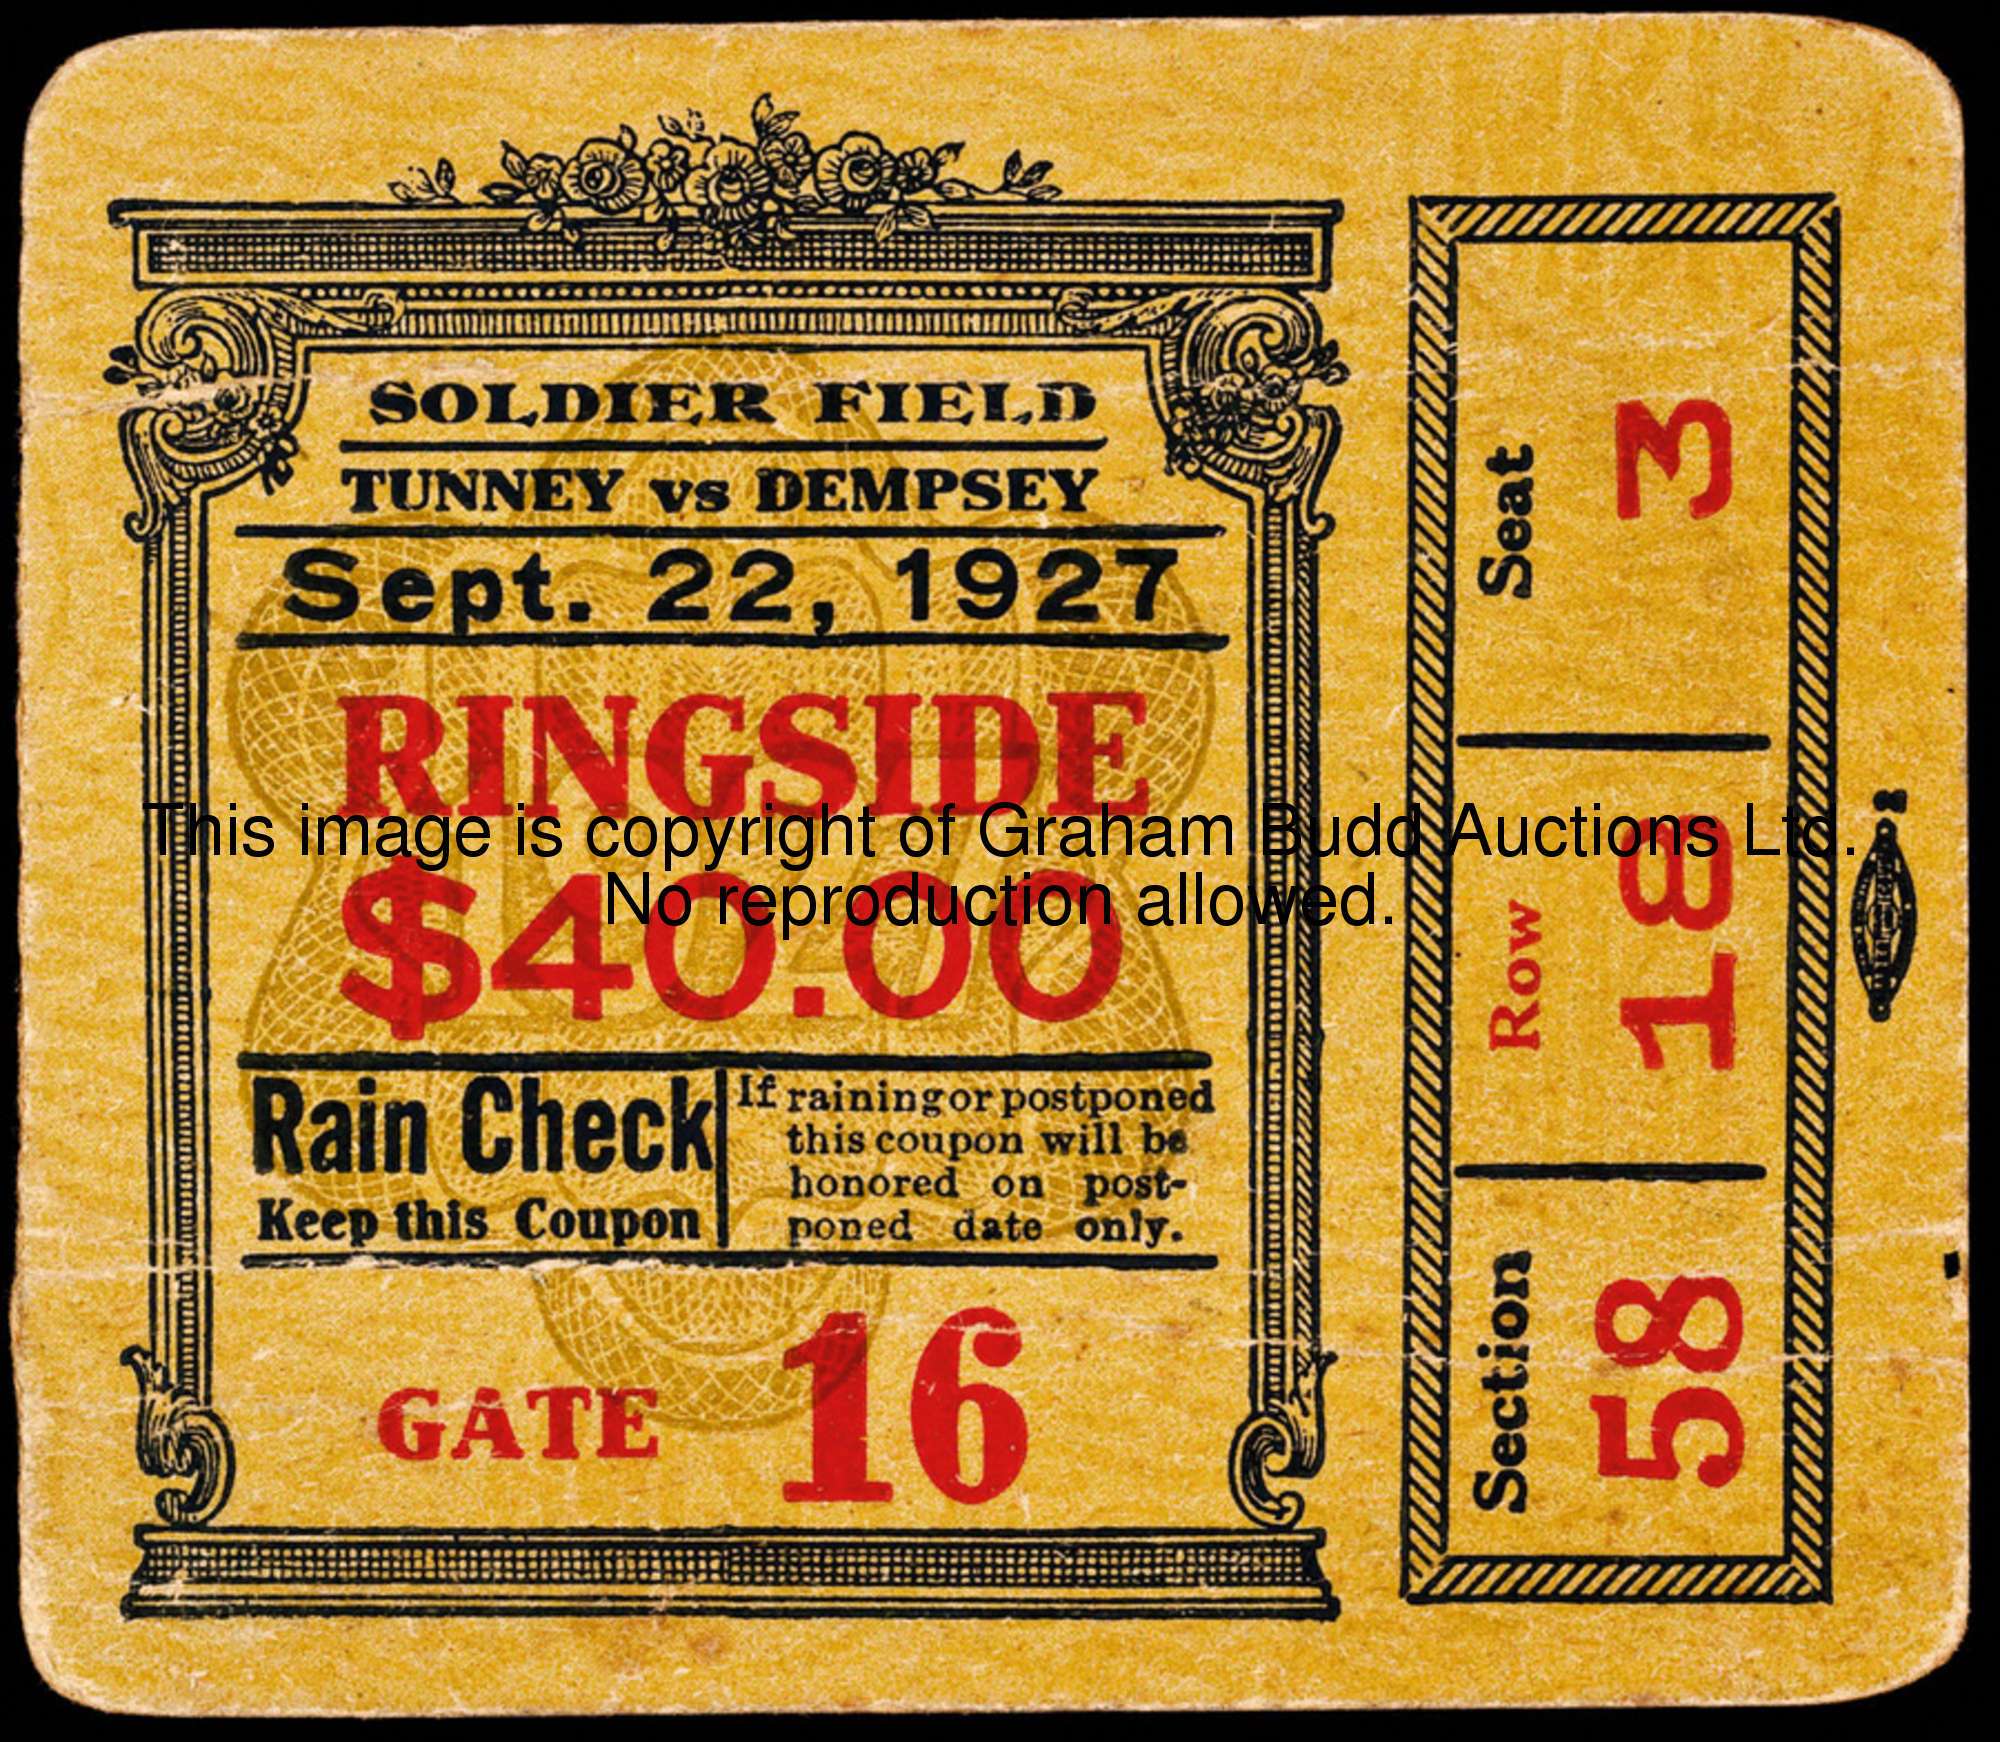 SOLDIER FIELD
TUNNEY vs DEMPSEY
Sept. 22, 1927
RINGSIDE
This image is copyright of Graham Budd Auctions Ltd.
No reproduction allowed.
$40.00
Rain Check
Keep this Coupon
If raining or postponed
this coupon will be
honored on post-
poned date only.
GATE 16
Seat 3
Row 18
Section 58